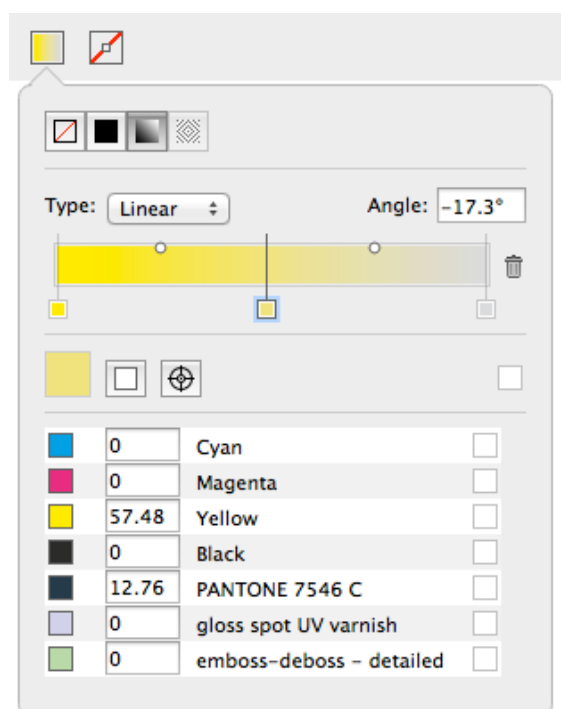 Type: Linear Angle: -17.3°
0 Cyan
0 Magenta
57.48 Yellow
0 Black
12.76 PANTONE 7546 C
0 gloss spot UV varnish
0 emboss-deboss - detailed